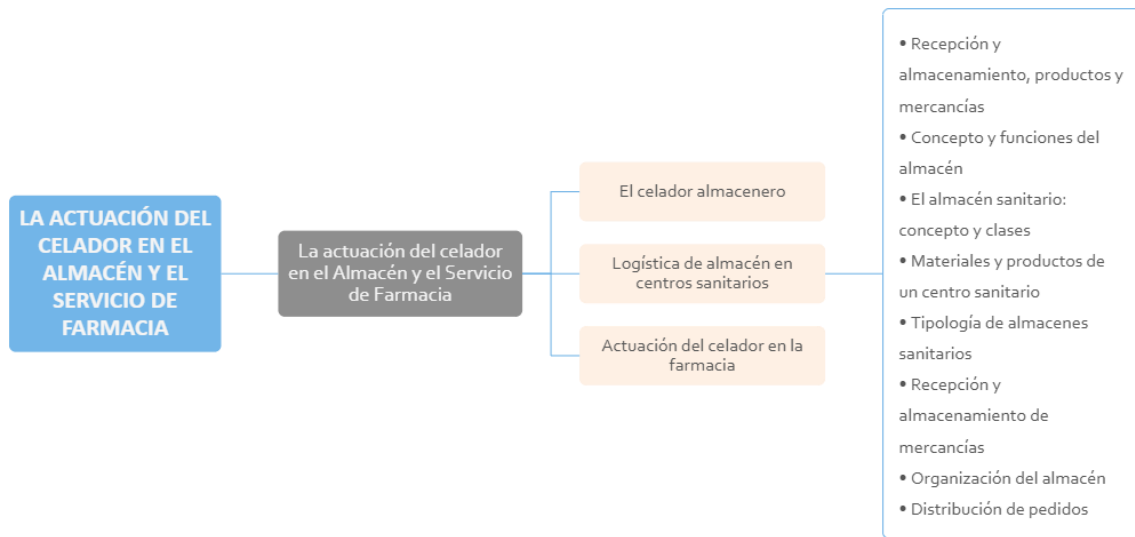 LA ACTUACIÓN DEL
CELADOR EN EL
ALMACÉN Y EL
SERVICIO DE
FARMACIA
La actuación del celador
en el Almacén y el Servicio
de Farmacia
El celador almacenero
Logística de almacén en
centros sanitarios
Actuación del celador en la
farmacia
• Recepción y
almacenamiento, productos y
mercancías
• Concepto y funciones del
almacén
• El almacén sanitario:
concepto y clases
• Materiales y productos de
un centro sanitario
• Tipología de almacenes
sanitarios
• Recepción y
almacenamiento de
mercancías
• Organización del almacén
• Distribución de pedidos